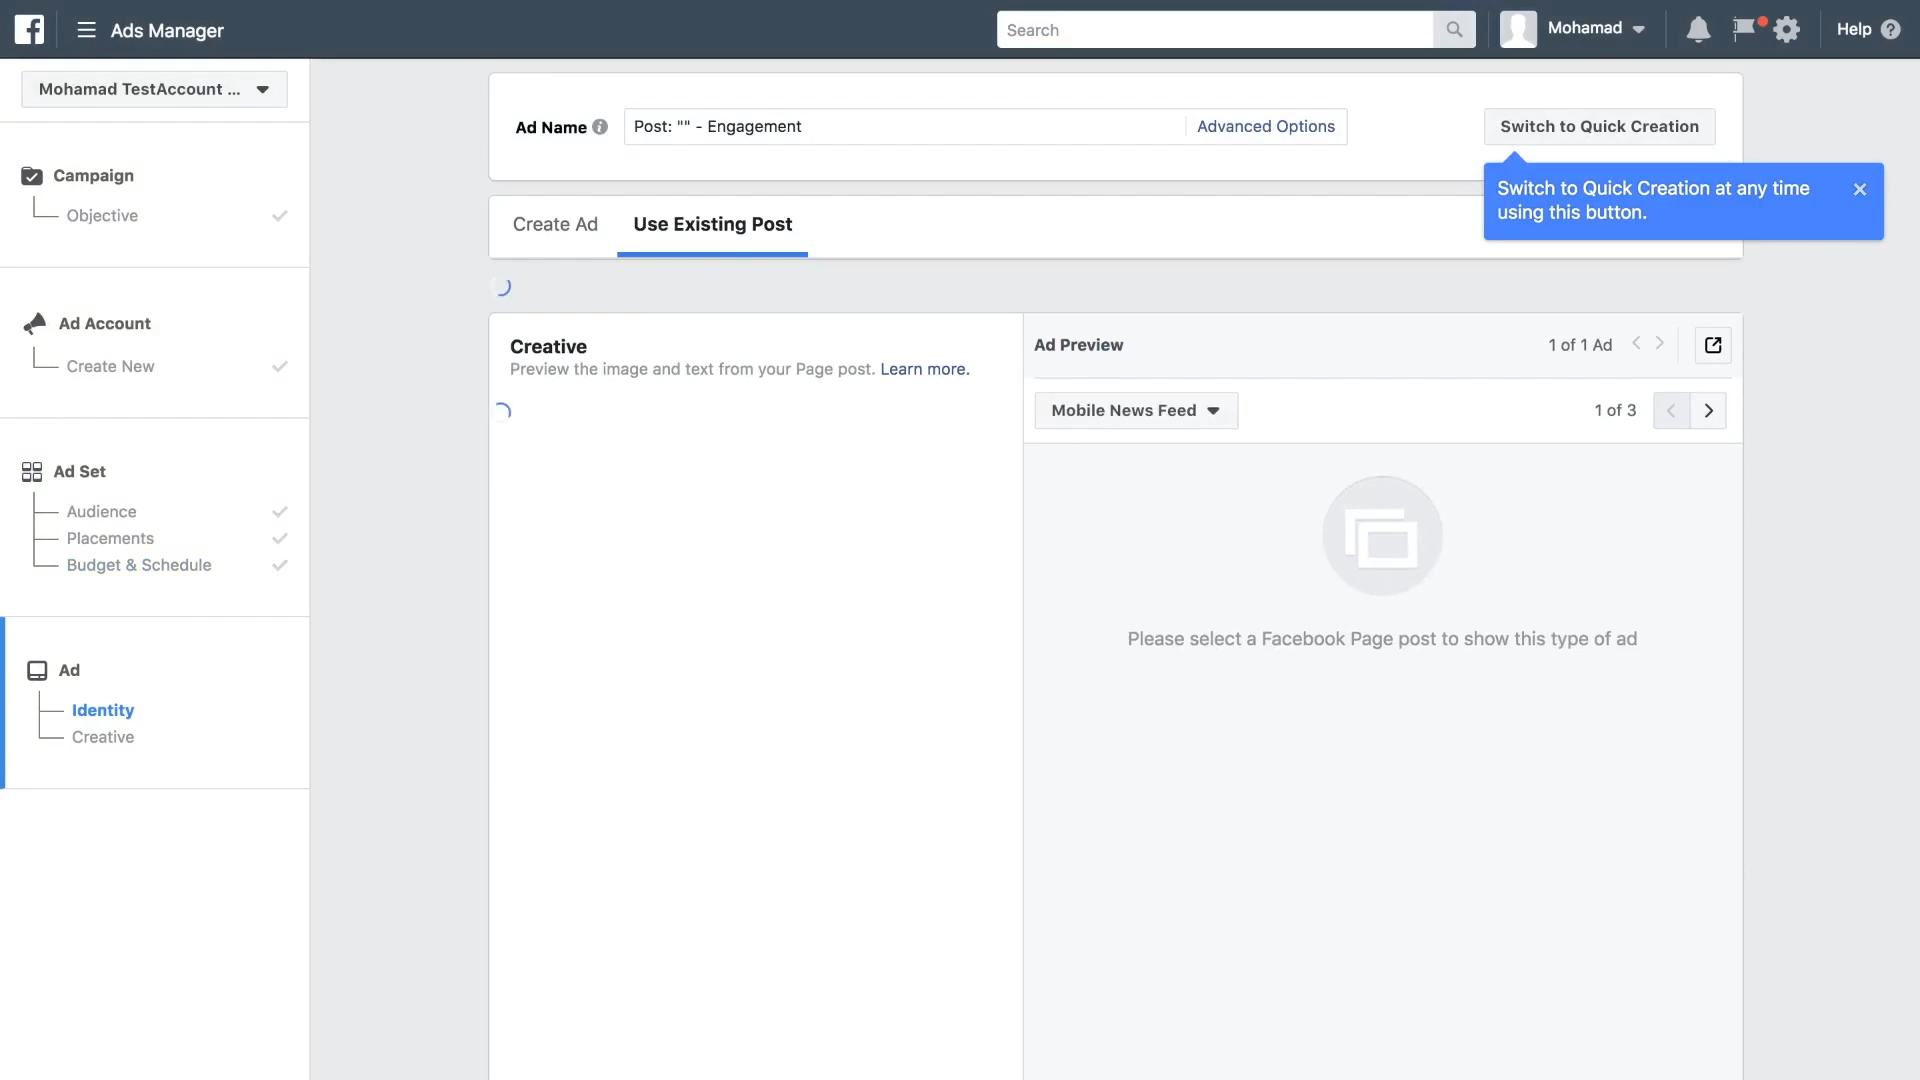 Ads Manager
Search
Mohamad
Help
Mohamad TestAccount ...
Campaign
Objective
Ad Account
Create New
Ad Set
Audience
Placements
Budget & Schedule
Ad
Identity
Creative
Ad Name
Post: "" - Engagement
Advanced Options
Switch to Quick Creation
Switch to Quick Creation at any time
using this button.
Create Ad
Use Existing Post
Creative
Preview the image and text from your Page post. Learn more.
Ad Preview
1 of 1 Ad
Mobile News Feed
1 of 3
Please select a Facebook Page post to show this type of ad